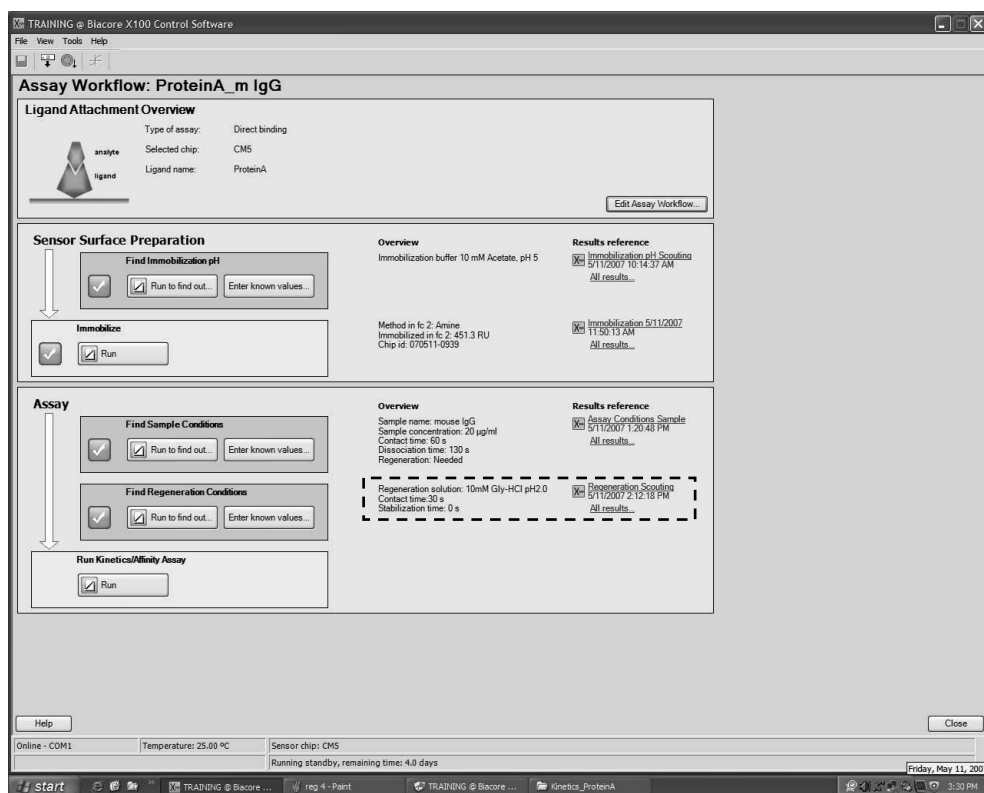 TRAINING @ Biacore X100 Control Software
File View Tools Help
Assay Workflow: ProteinA_m IgG
Ligand Attachment Overview
Type of assay: Direct binding
Selected chip: CM5
Ligand name: ProteinA
analyte
ligand
Edit Assay Workflow...
Sensor Surface Preparation
Overview
Results reference
Find Immobilization pH
Run to find out...
Enter known values...
Immobilization buffer 10 mM Acetate, pH 5
Immobilization pH Scouting
5/11/2007 10:14:37 AM
All results...
Immobilize
Run
Method in fc 2: Amine
Immobilized in fc 2: 451.3 RU
Chip id: 070511-0939
Immobilization 5/11/2007
11:50:13 AM
All results...
Assay
Overview
Results reference
Find Sample Conditions
Run to find out...
Enter known values...
Sample name: mouse IgG
Sample concentration: 20 µg/ml
Contact time: 60 s
Dissociation time: 130 s
Regeneration: Needed
Assay Conditions Sample
5/11/2007 1:20:48 PM
All results...
Find Regeneration Conditions
Run to find out...
Enter known values...
Regeneration solution: 10mM Gly-HCl pH2.0
Contact time:30 s
Stabilization time: 0 s
Regeneration Scouting
5/11/2007 2:12:18 PM
All results...
Run Kinetics/Affinity Assay
Run
Help
Close
Online - COM1
Temperature: 25.00 ºC
Sensor chip: CM5
Running standby, remaining time: 4.0 days
Friday, May 11, 200
start
TRAINING @ Biacore ...
reg 4 - Paint
TRAINING @ Biacore ...
Kinetics_ProteinA
3:30 PM